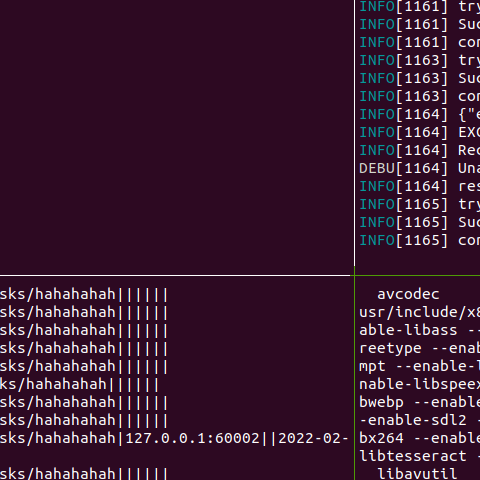 INFO[1161] try
INFO[1161] Suc
INFO[1161] con
INFO[1163] try
INFO[1163] Suc
INFO[1163] con
INFO[1164] {"e
INFO[1164] EXC
INFO[1164] Rec
DEBU[1164] Una
INFO[1164] res
INFO[1165] try
INFO[1165] Suc
INFO[1165] con
sks/hahahahah||||||
sks/hahahahah||||||
sks/hahahahah||||||
sks/hahahahah||||||
sks/hahahahah||||||
ks/hahahahah||||||
sks/hahahahah||||||
sks/hahahahah||||||
sks/hahahahah|127.0.0.1:60002||2022-02-
sks/hahahahah||||||
avcodec
usr/include/x8
able-libass --
reetype --enab
mpt --enable-l
nable-libspeex
bwebp --enable
-enable-sdl2 -
bx264 --enable
libtesseract -
libavutil